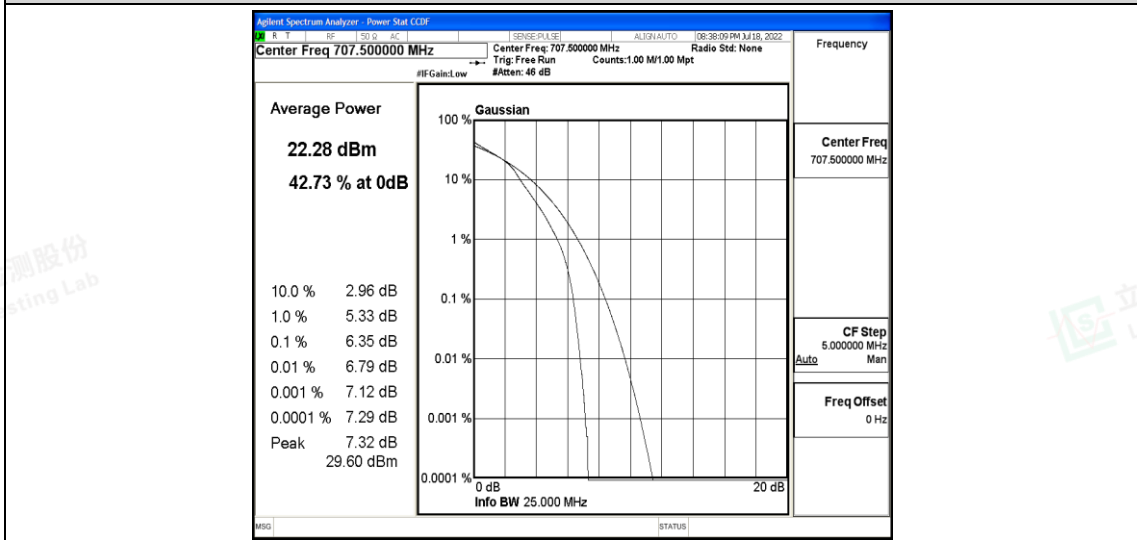 Agilent Spectrum Analyzer - Power Stat CCDF
R T RF 50 Ω AC SENSE:PULSE ALIGN AUTO 08:38:09 PM Jul 18, 2022
Center Freq 707.500000 MHz
Center Freq: 707.500000 MHz Radio Std: None
Trig: Free Run Counts:1.00 M/1.00 Mpt
#IFGain:Low #Atten: 46 dB
Frequency
Average Power
22.28 dBm
42.73 % at 0dB
10.0 % 2.96 dB
1.0 % 5.33 dB
0.1 % 6.35 dB
0.01 % 6.79 dB
0.001 % 7.12 dB
0.0001 % 7.29 dB
Peak 7.32 dB
29.60 dBm
Gaussian
100 %
10 %
1 %
0.1 %
0.01 %
0.001 %
0.0001 %
0 dB 20 dB
Info BW 25.000 MHz
Center Freq
707.500000 MHz
CF Step
5.000000 MHz
Auto Man
Freq Offset
0 Hz
MSG STATUS
测股份
sting Lab
立